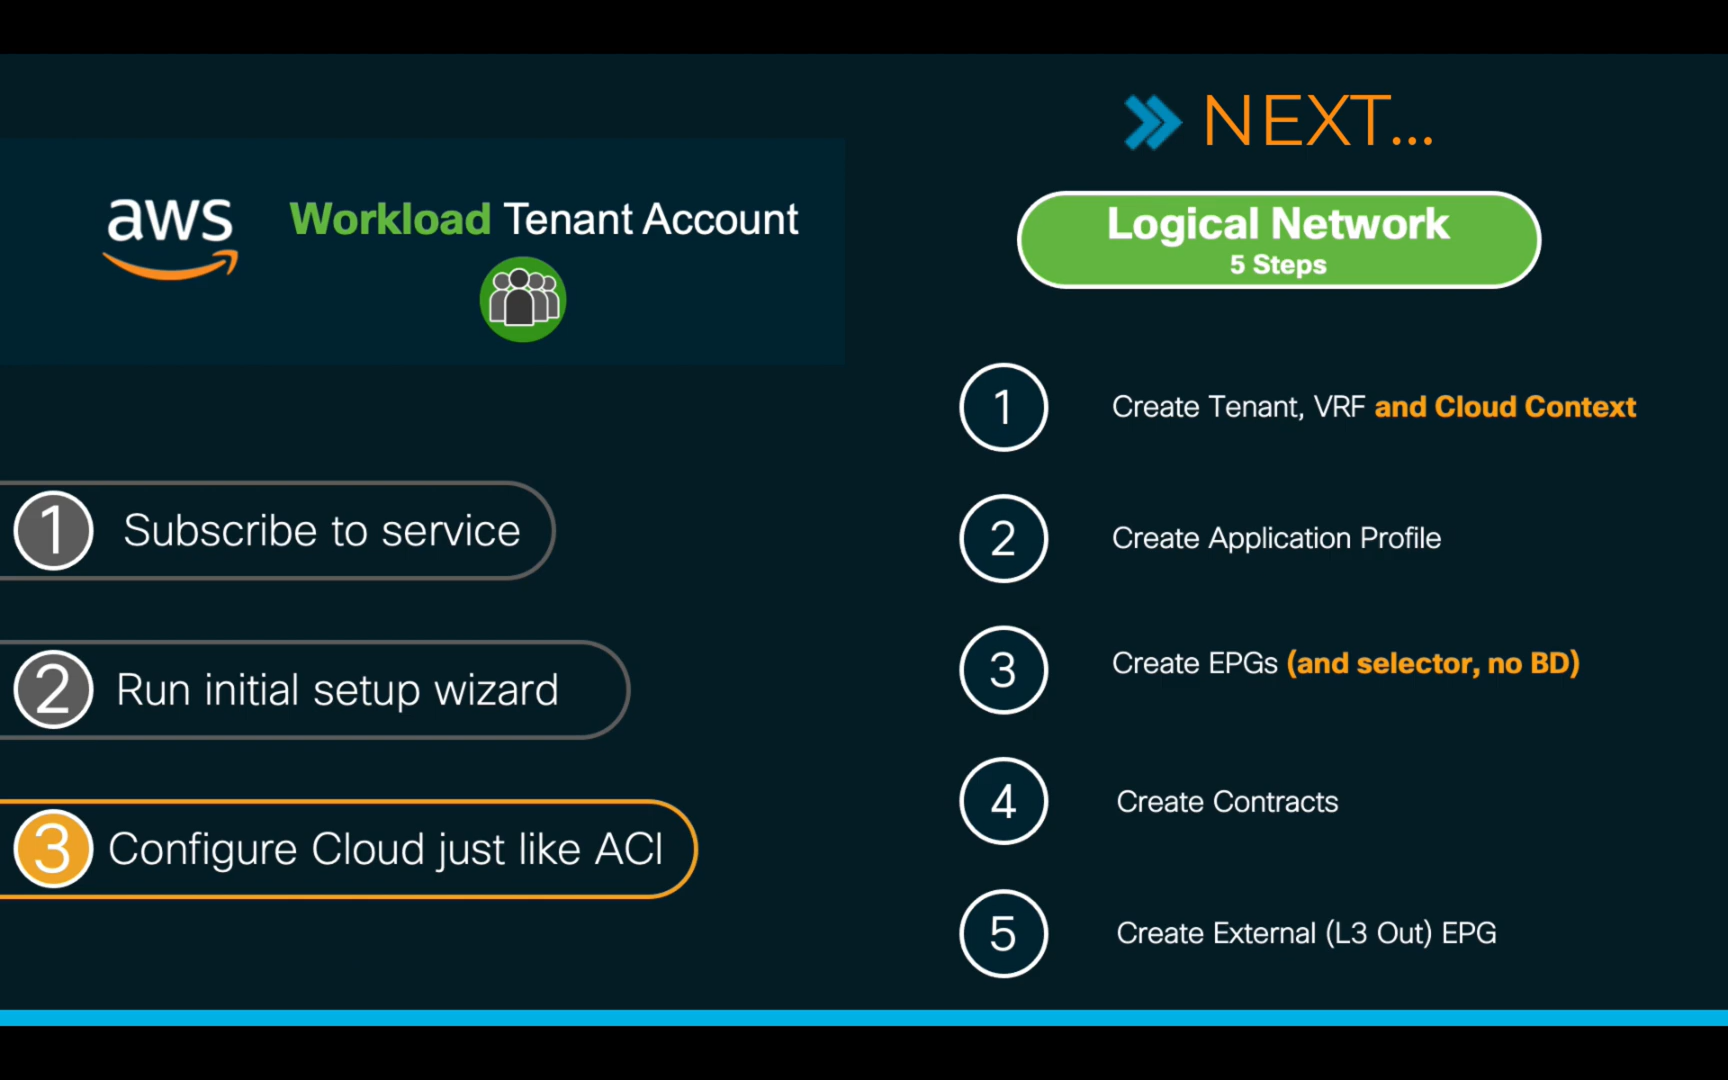 aws
Workload Tenant Account
1 Subscribe to service
2 Run initial setup wizard
3 Configure Cloud just like ACI
NEXT...
Logical Network
5 Steps
1 Create Tenant, VRF and Cloud Context
2 Create Application Profile
3 Create EPGs (and selector, no BD)
4 Create Contracts
5 Create External (L3 Out) EPG